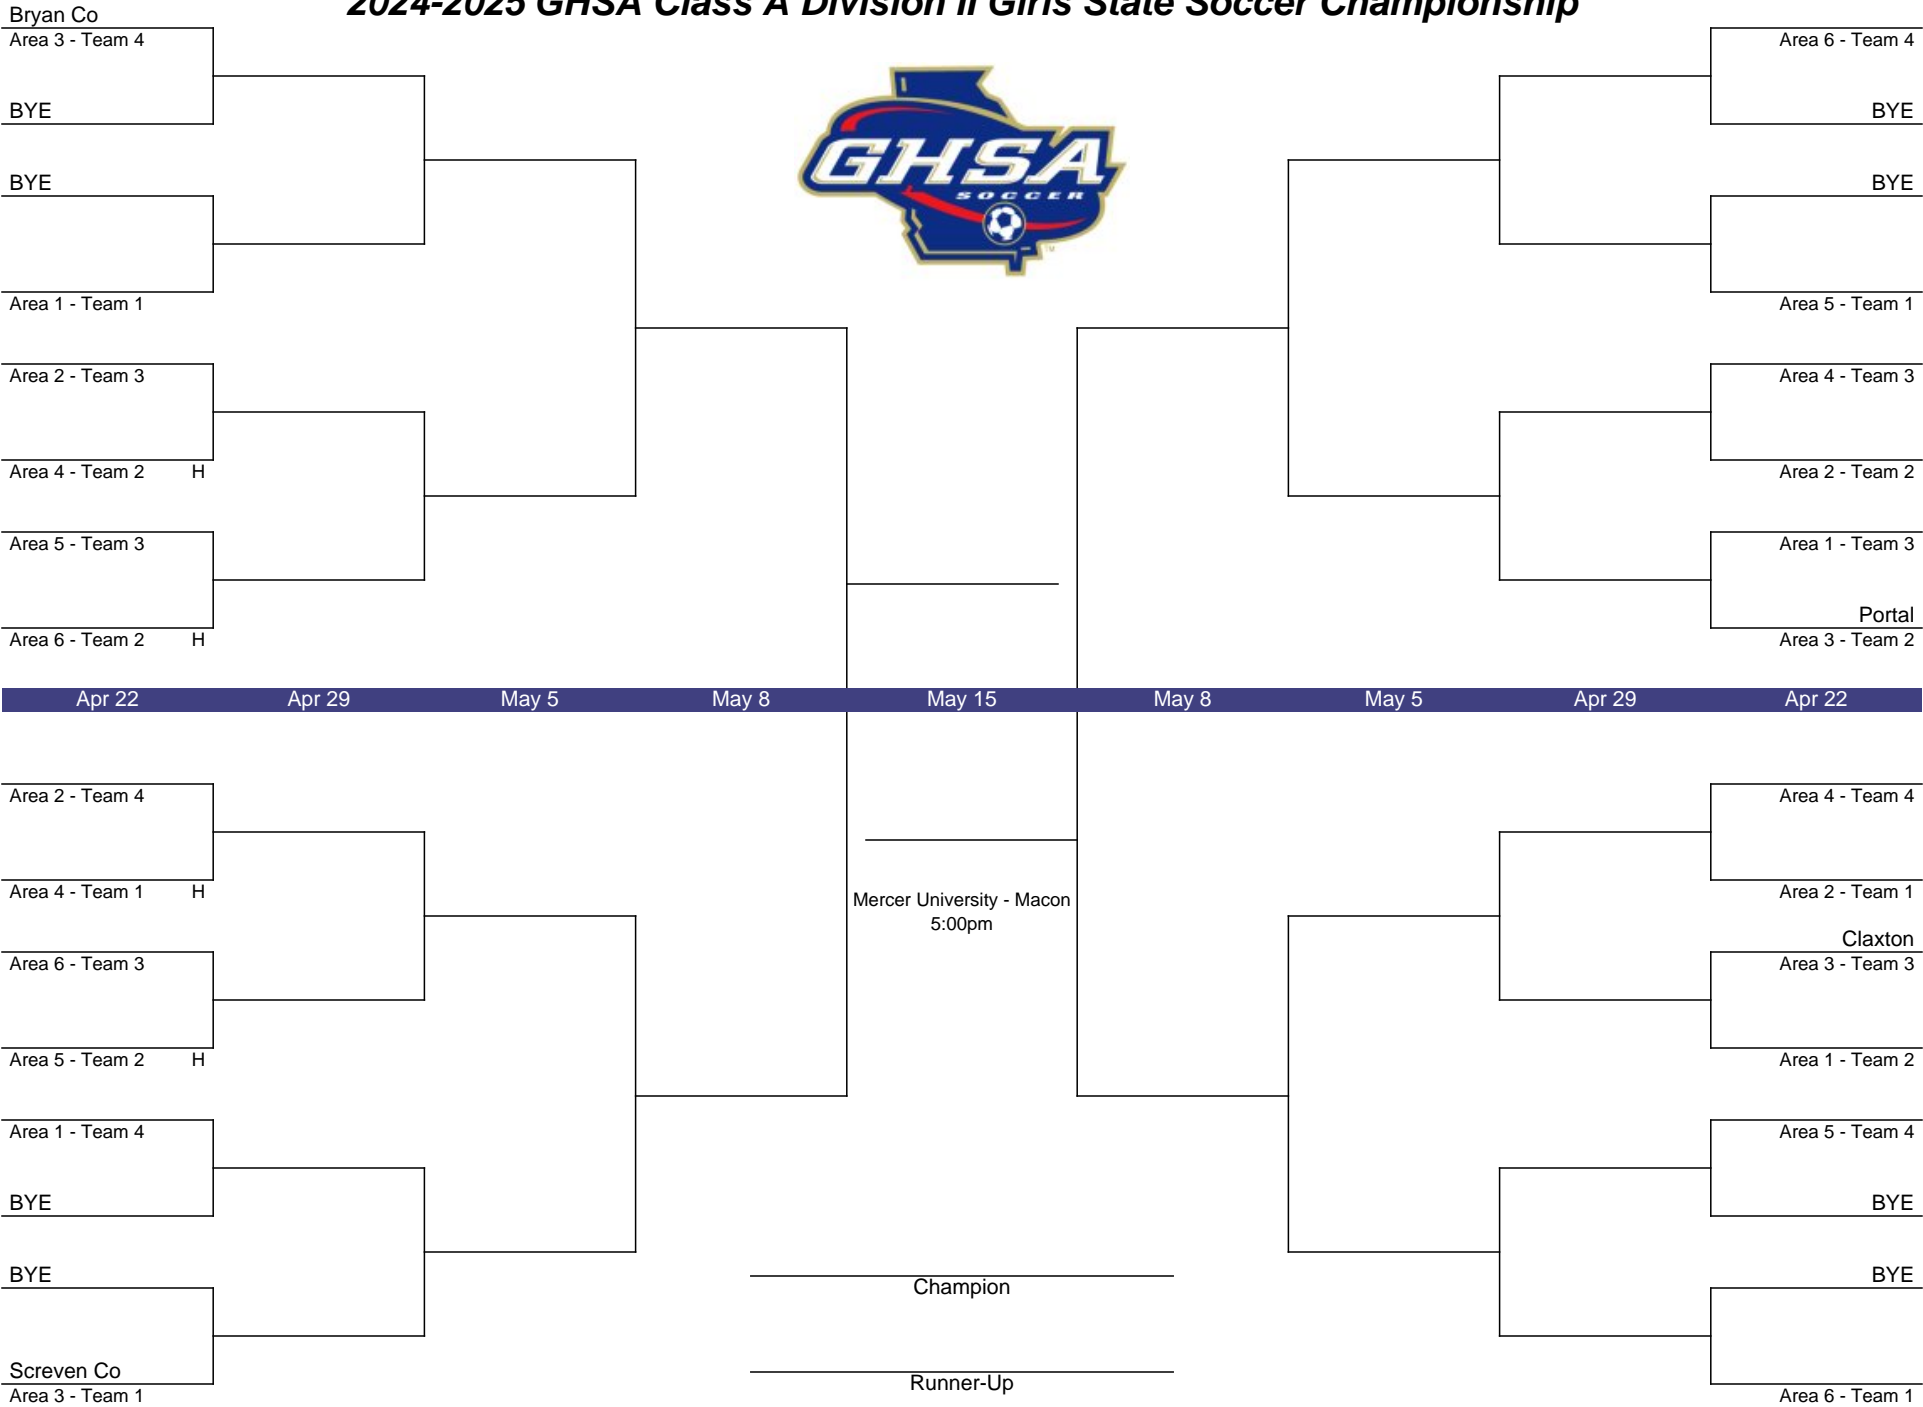 2024-2025 GHSA Class A Division II Girls State Soccer Championship
Bryan Co
Area 3 - Team 4
BYE
BYE
Area 1 - Team 1
Area 2 - Team 3
Area 4 - Team 2 H
Area 5 - Team 3
Area 6 - Team 2 H
GHSA
SOCCER
TM
Area 6 - Team 4
BYE
BYE
Area 5 - Team 1
Area 4 - Team 3
Area 2 - Team 2
Area 1 - Team 3
Portal
Area 3 - Team 2
Apr 22 Apr 29 May 5 May 8 May 15 May 8 May 5 Apr 29 Apr 22
Area 2 - Team 4
Area 4 - Team 1 H
Area 6 - Team 3
Area 5 - Team 2 H
Area 1 - Team 4
BYE
BYE
Screven Co
Area 3 - Team 1
Mercer University - Macon
5:00pm
Champion
Runner-Up
Area 4 - Team 4
Area 2 - Team 1
Claxton
Area 3 - Team 3
Area 1 - Team 2
Area 5 - Team 4
BYE
BYE
Area 6 - Team 1